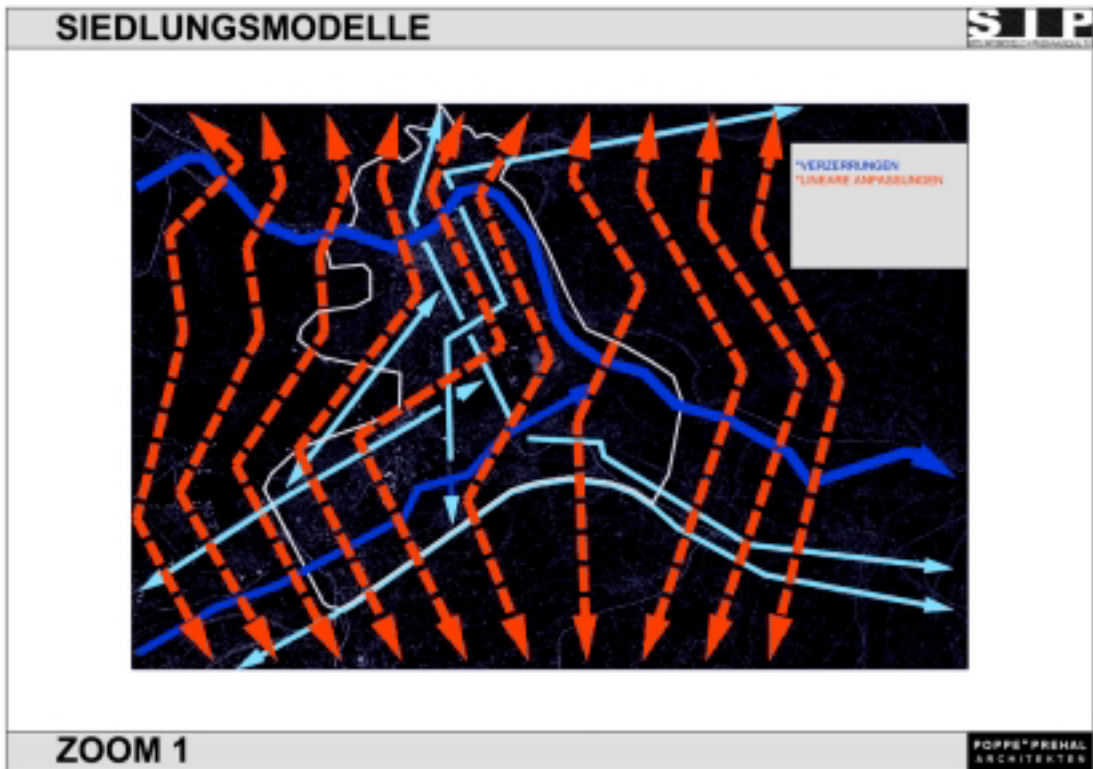 SIEDLUNGSMODELLE
SIP
*VERZERRUNGEN
*LINEARE ANPASSUNGEN
ZOOM 1
POPPE*PREHAL
ARCHITEKTEN